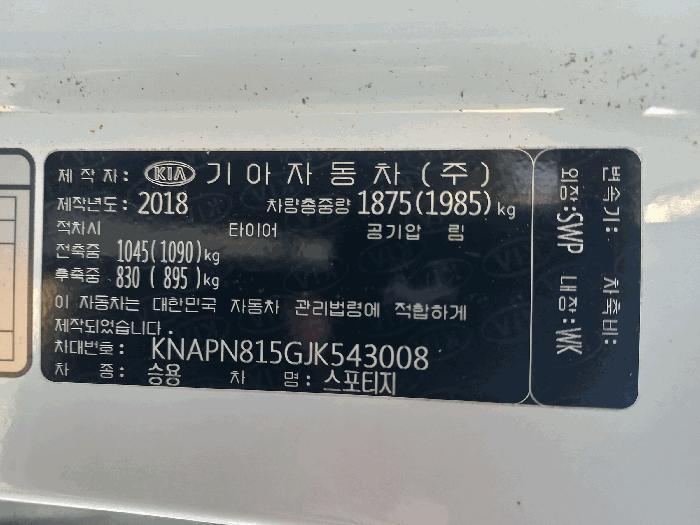 제 작 자: KIA 기아자동차(주)
제작년도: 2018 차량총중량 1875(1985)kg
적차시 타이어 공기압 림
전축중 1045(1090)kg
후축중 830 ( 895)kg
이 자동차는 대한민국 자동차 관리법령에 적합하게
제작되었습니다.
차대번호: KNAPN815GJK543008
차 종: 승용 차 명: 스포티지
변속기: 차축비:
외장:SWP 내장:WK